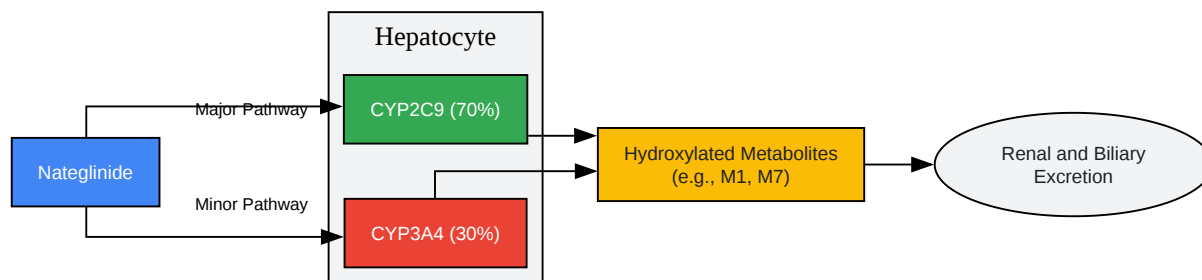 Hepatocyte
Major Pathway
CYP2C9 (70%)
Nateglinide
Hydroxylated Metabolites
(e.g., M1, M7)
Renal and Biliary
Excretion
Minor Pathway
CYP3A4 (30%)